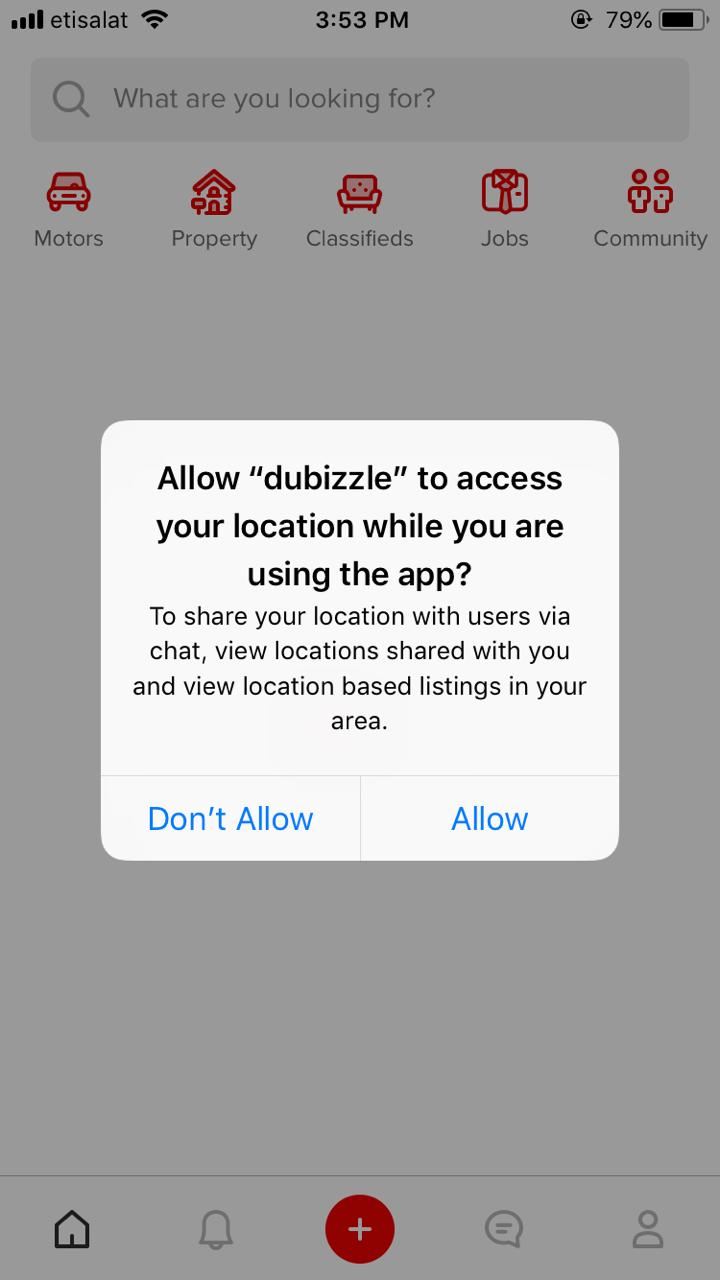 etisalat 3:53 PM 79%
What are you looking for?
Motors Property Classifieds Jobs Community
Allow “dubizzle” to access
your location while you are
using the app?
To share your location with users via
chat, view locations shared with you
and view location based listings in your
area.
Don’t Allow Allow